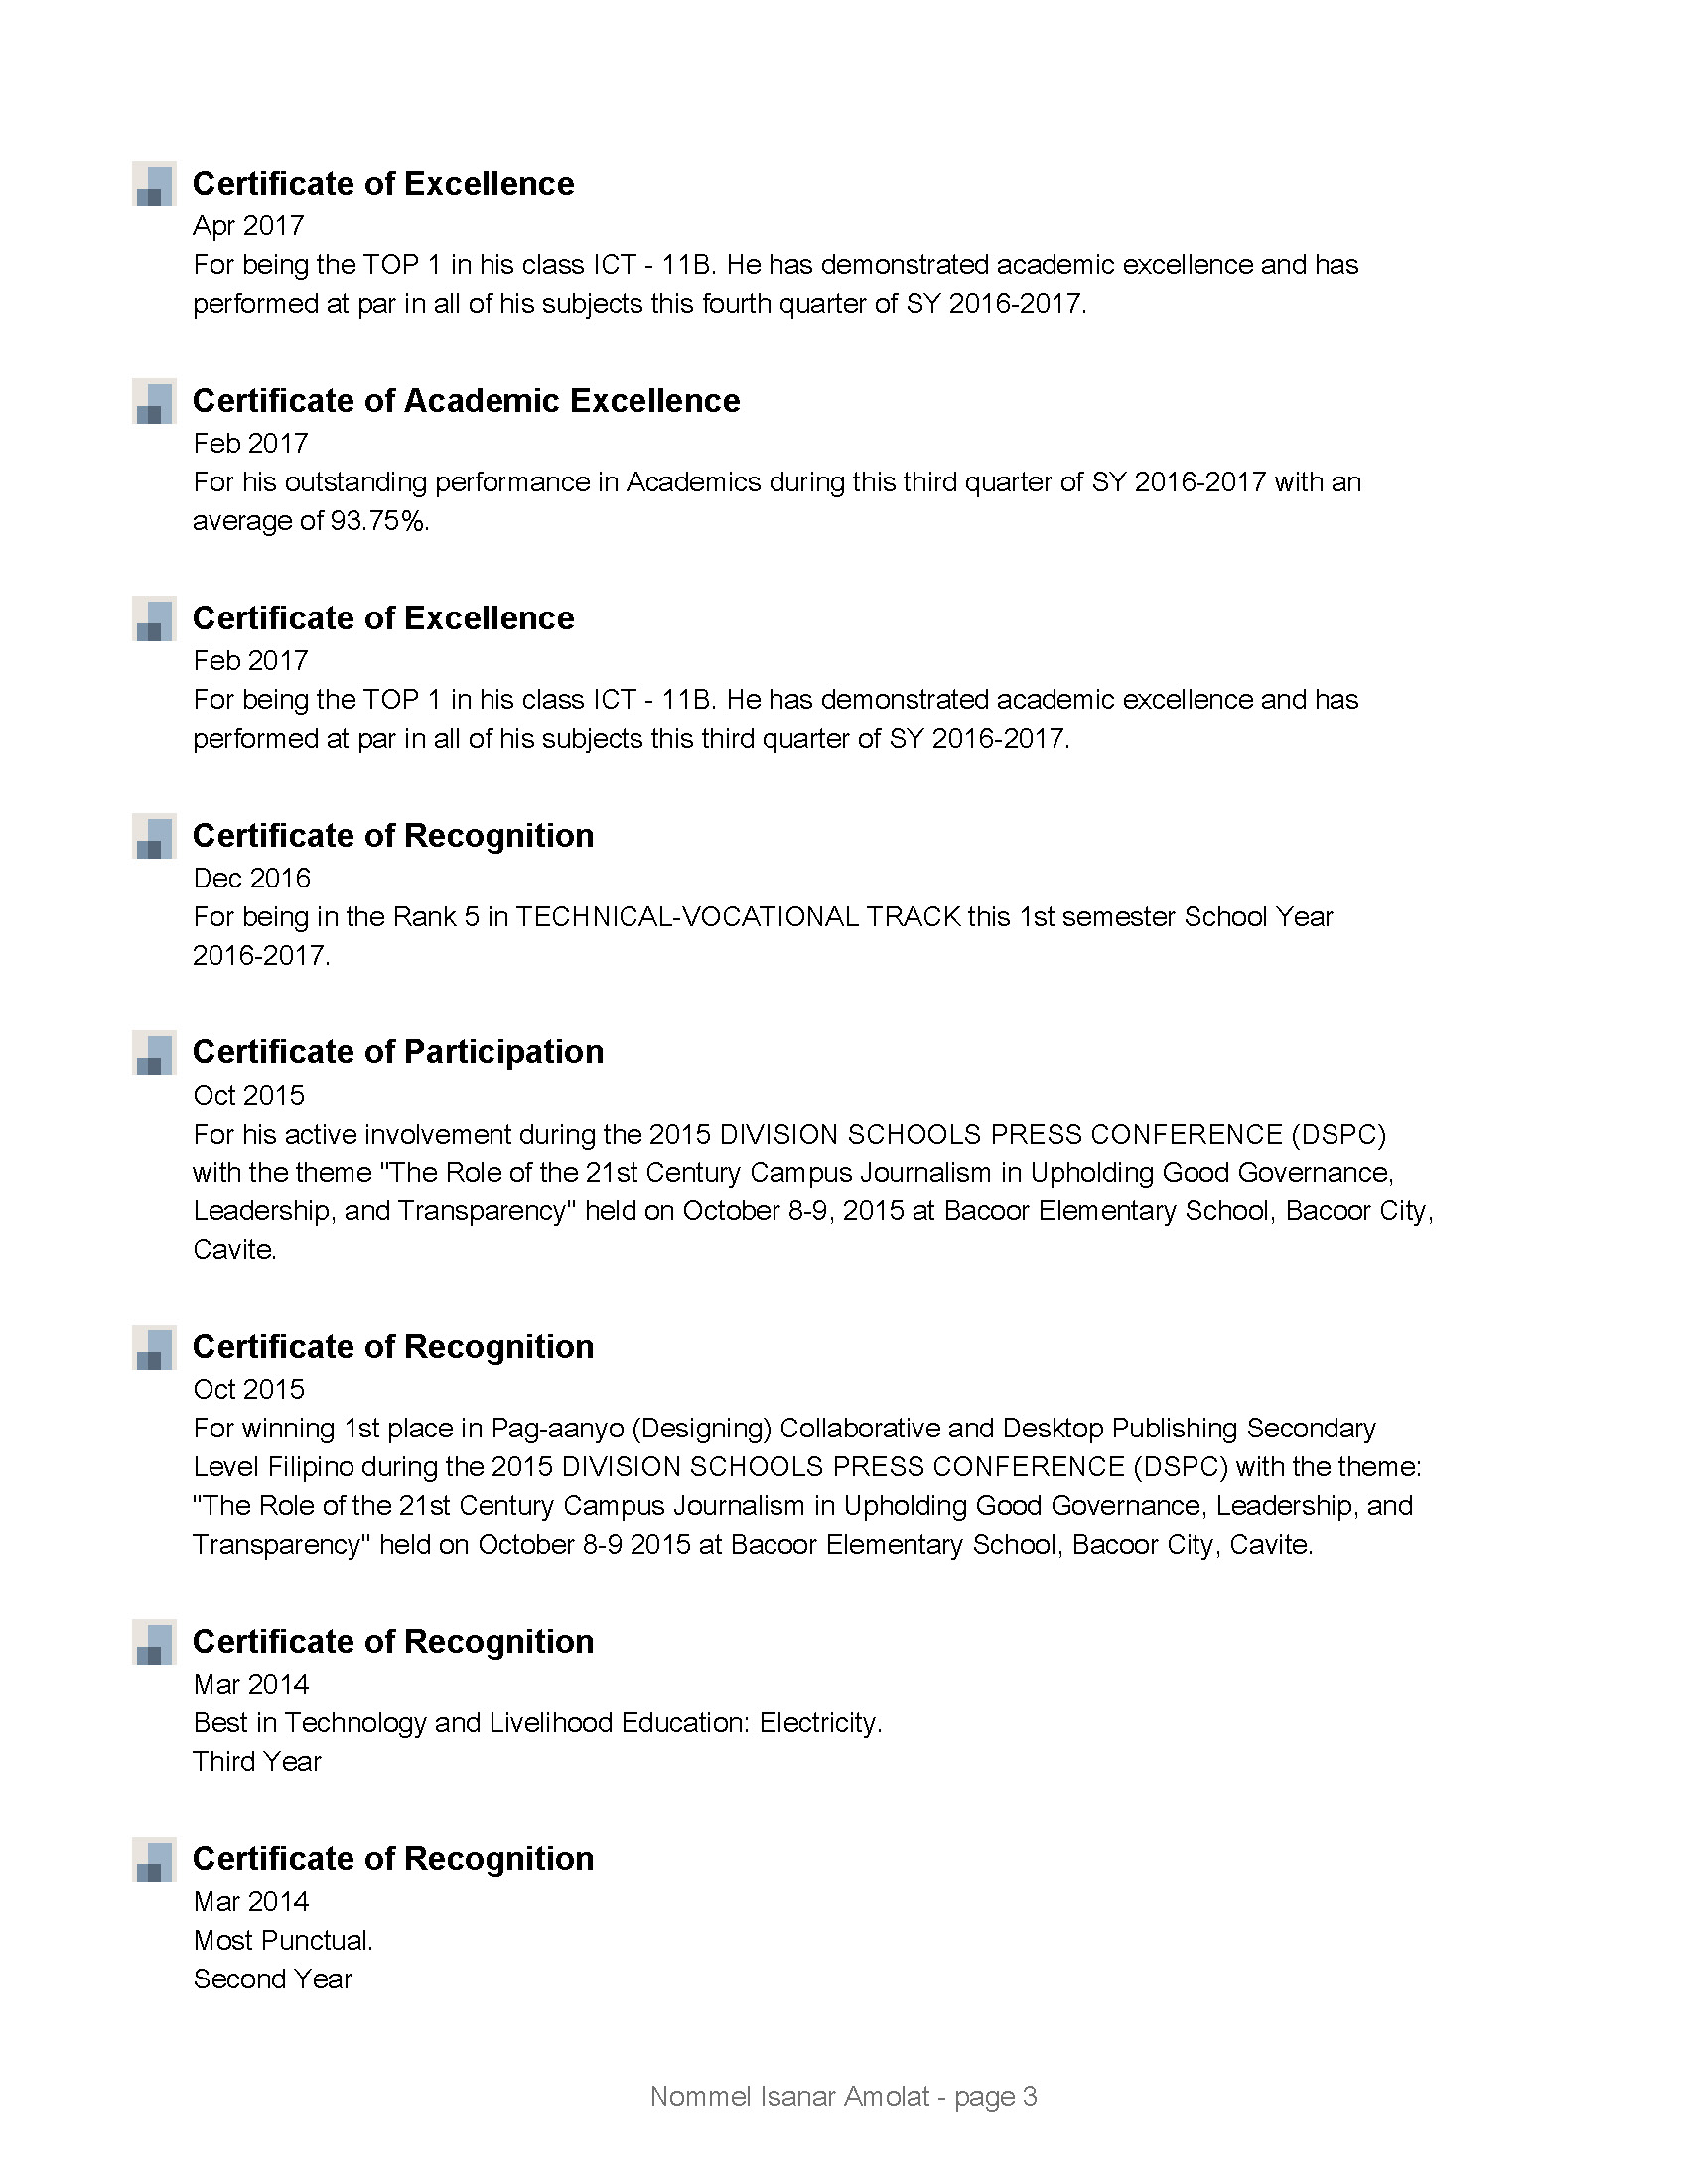 Certificate of Excellence
Apr 2017
For being the TOP 1 in his class ICT - 11B. He has demonstrated academic excellence and has
performed at par in all of his subjects this fourth quarter of SY 2016-2017.
Certificate of Academic Excellence
Feb 2017
For his outstanding performance in Academics during this third quarter of SY 2016-2017 with an
average of 93.75%.
Certificate of Excellence
Feb 2017
For being the TOP 1 in his class ICT - 11B. He has demonstrated academic excellence and has
performed at par in all of his subjects this third quarter of SY 2016-2017.
Certificate of Recognition
Dec 2016
For being in the Rank 5 in TECHNICAL-VOCATIONAL TRACK this 1st semester School Year
2016-2017.
Certificate of Participation
Oct 2015
For his active involvement during the 2015 DIVISION SCHOOLS PRESS CONFERENCE (DSPC)
with the theme "The Role of the 21st Century Campus Journalism in Upholding Good Governance,
Leadership, and Transparency" held on October 8-9, 2015 at Bacoor Elementary School, Bacoor City,
Cavite.
Certificate of Recognition
Oct 2015
For winning 1st place in Pag-aanyo (Designing) Collaborative and Desktop Publishing Secondary
Level Filipino during the 2015 DIVISION SCHOOLS PRESS CONFERENCE (DSPC) with the theme:
"The Role of the 21st Century Campus Journalism in Upholding Good Governance, Leadership, and
Transparency" held on October 8-9 2015 at Bacoor Elementary School, Bacoor City, Cavite.
Certificate of Recognition
Mar 2014
Best in Technology and Livelihood Education: Electricity.
Third Year
Certificate of Recognition
Mar 2014
Most Punctual.
Second Year
Nommel Isanar Amolat - page 3